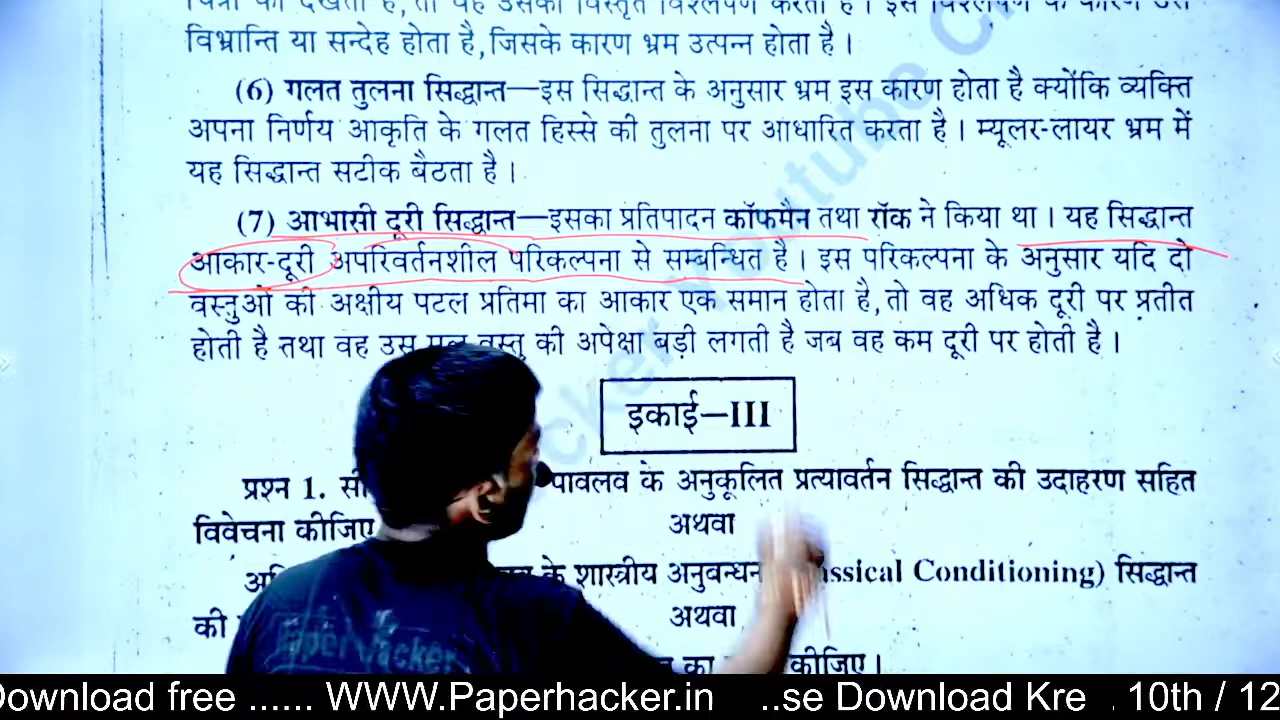 विभ्रान्ति या सन्देह होता है, जिसके कारण भ्रम उत्पन्न होता है।
(6) गलत तुलना सिद्धान्त—इस सिद्धान्त के अनुसार भ्रम इस कारण होता है क्योंकि व्यक्ति
अपना निर्णय आकृति के गलत हिस्से की तुलना पर आधारित करता है। म्यूलर-लायर भ्रम में
यह सिद्धान्त सटीक बैठता है।
(7) आभासी दूरी सिद्धान्त—इसका प्रतिपादन कॉफमैन तथा रॉक ने किया था। यह सिद्धान्त
आकार-दूरी अपरिवर्तनशील परिकल्पना से सम्बन्धित है। इस परिकल्पना के अनुसार यदि दो
वस्तुओं की अक्षीय पटल प्रतिमा का आकार एक समान होता है, तो वह अधिक दूरी पर प्रतीत
होती है तथा वह उस वस्तु की अपेक्षा बड़ी लगती है जब वह कम दूरी पर होती है।
इकाई—III
प्रश्न 1. पावलव के अनुकूलित प्रत्यावर्तन सिद्धान्त की उदाहरण सहित
विवेचना कीजिए
अथवा
के शास्त्रीय अनुबन्धन Conditioning) सिद्धान्त
की
अथवा
का कीजिए।
Paper Hacker
Download free ...... WWW.Paperhacker.in ..se Download Kre . 10th / 12